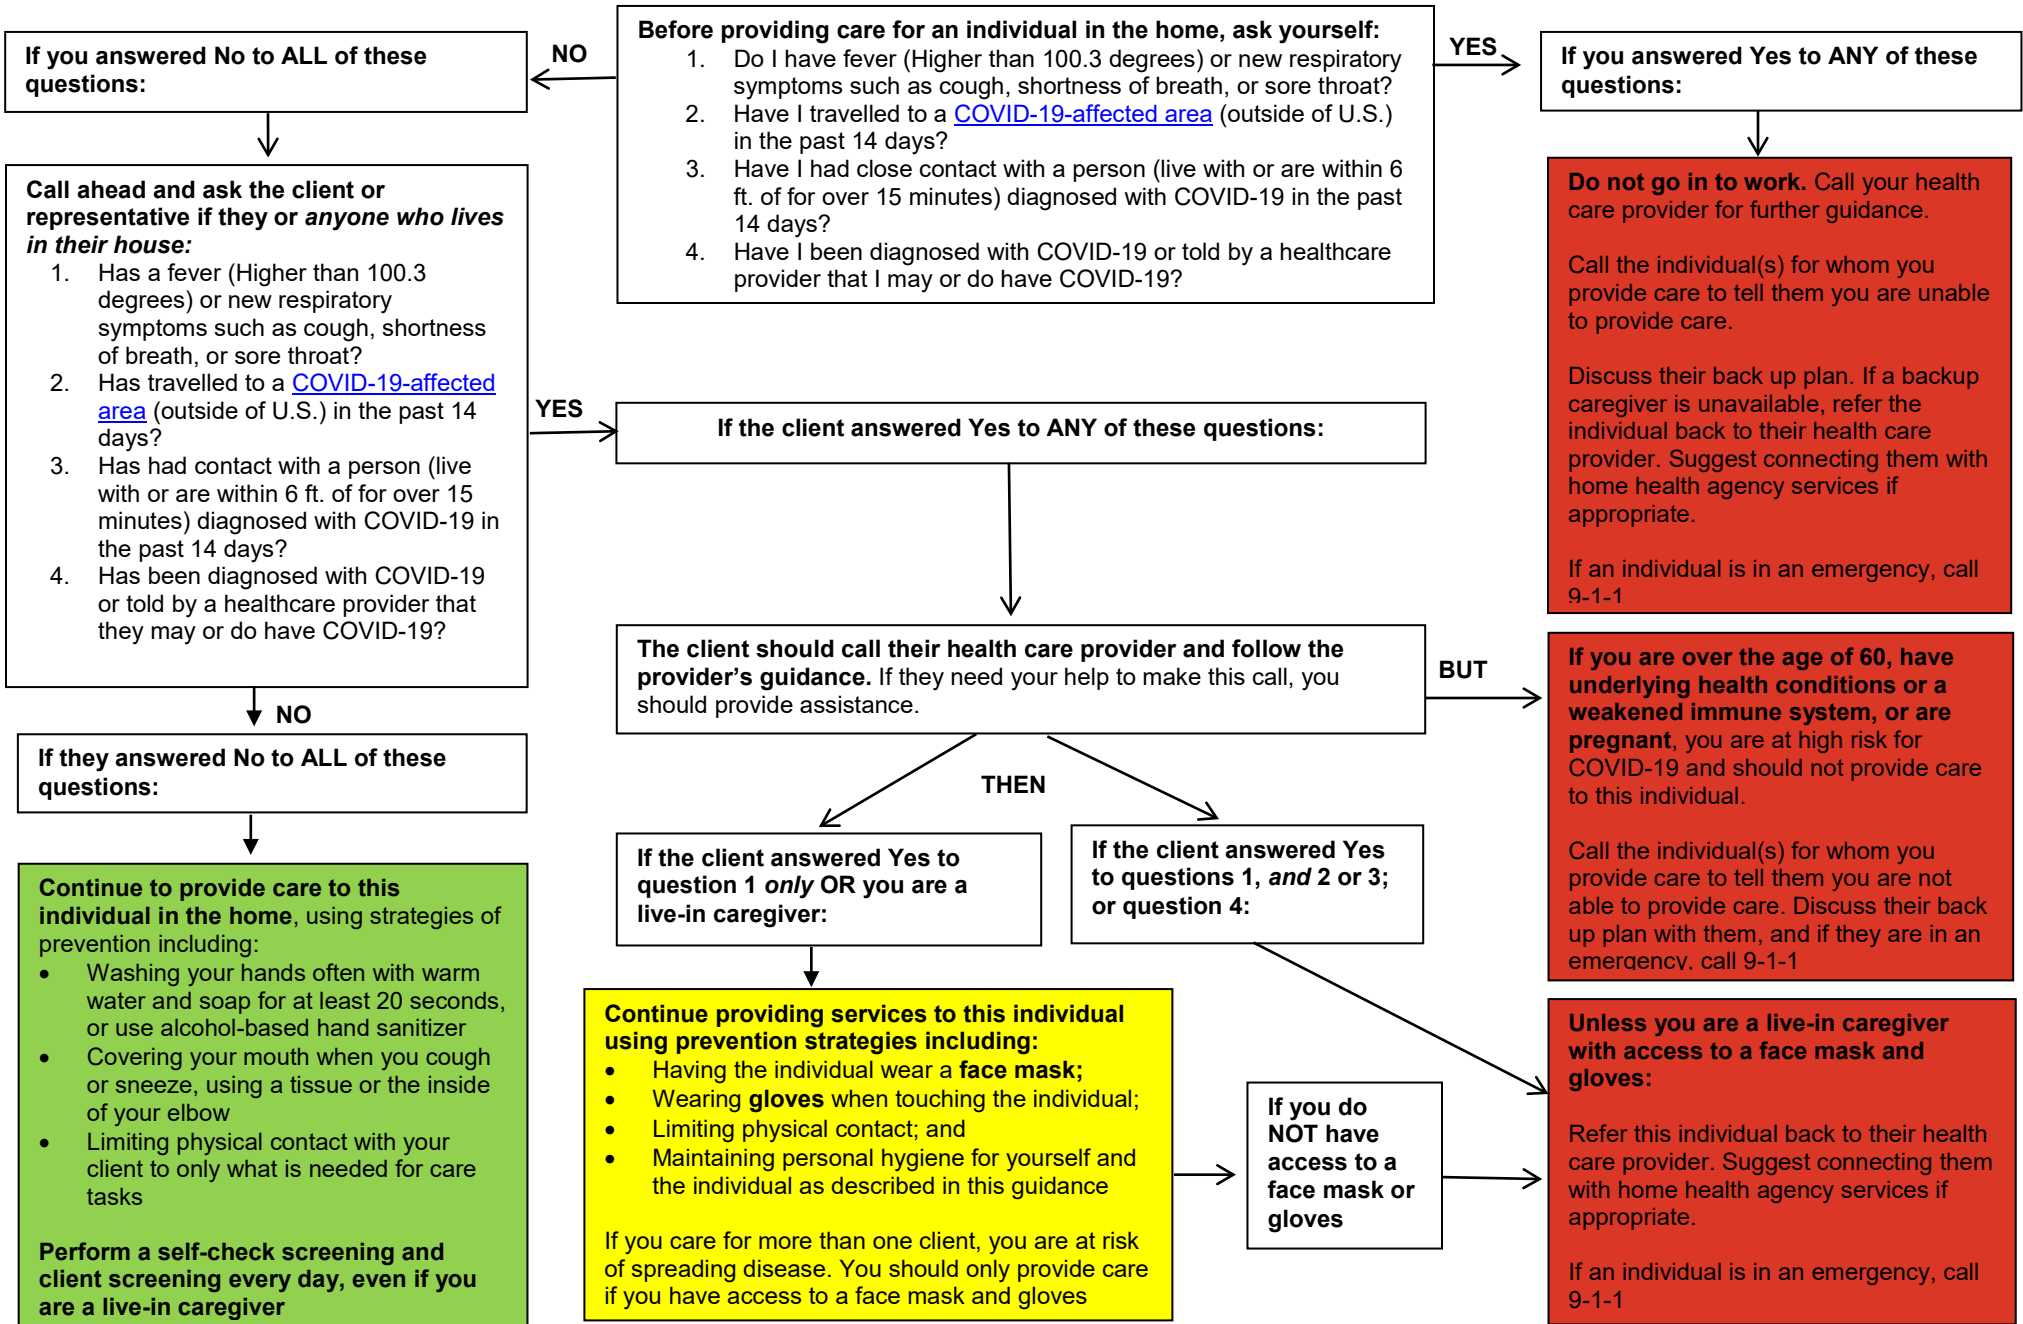 Before providing care for an individual in the home, ask yourself:
1. Do I have fever (Higher than 100.3 degrees) or new respiratory
symptoms such as cough, shortness of breath, or sore throat?
2. Have I travelled to a COVID-19-affected area (outside of U.S.)
in the past 14 days?
3. Have I had close contact with a person (live with or are within 6
ft. of for over 15 minutes) diagnosed with COVID-19 in the past
14 days?
4. Have I been diagnosed with COVID-19 or told by a healthcare
provider that I may or do have COVID-19?
NO
If you answered No to ALL of these
questions:
YES
If you answered Yes to ANY of these
questions:
Do not go in to work. Call your health
care provider for further guidance.
Call the individual(s) for whom you
provide care to tell them you are unable
to provide care.
Discuss their back up plan. If a backup
caregiver is unavailable, refer the
individual back to their health care
provider. Suggest connecting them with
home health agency services if
appropriate.
If an individual is in an emergency, call
9-1-1
Call ahead and ask the client or
representative if they or anyone who lives
in their house:
1. Has a fever (Higher than 100.3
degrees) or new respiratory
symptoms such as cough, shortness
of breath, or sore throat?
2. Has travelled to a COVID-19-affected
area (outside of U.S.) in the past 14
days?
3. Has had contact with a person (live
with or are within 6 ft. of for over 15
minutes) diagnosed with COVID-19 in
the past 14 days?
4. Has been diagnosed with COVID-19
or told by a healthcare provider that
they may or do have COVID-19?
YES
If the client answered Yes to ANY of these questions:
The client should call their health care provider and follow the
provider's guidance. If they need your help to make this call, you
should provide assistance.
BUT
If you are over the age of 60, have
underlying health conditions or a
weakened immune system, or are
pregnant, you are at high risk for
COVID-19 and should not provide care
to this individual.
Call the individual(s) for whom you
provide care to tell them you are not
able to provide care. Discuss their back
up plan with them, and if they are in an
emergency, call 9-1-1
NO
If they answered No to ALL of these
questions:
Continue to provide care to this
individual in the home, using strategies of
prevention including:
• Washing your hands often with warm
water and soap for at least 20 seconds,
or use alcohol-based hand sanitizer
• Covering your mouth when you cough
or sneeze, using a tissue or the inside
of your elbow
• Limiting physical contact with your
client to only what is needed for care
tasks
Perform a self-check screening and
client screening every day, even if you
are a live-in caregiver
THEN
If the client answered Yes to
question 1 only OR you are a
live-in caregiver:
If the client answered Yes
to questions 1, and 2 or 3;
or question 4:
Continue providing services to this individual
using prevention strategies including:
• Having the individual wear a face mask;
• Wearing gloves when touching the individual;
• Limiting physical contact; and
• Maintaining personal hygiene for yourself and
the individual as described in this guidance
If you care for more than one client, you are at risk
of spreading disease. You should only provide care
if you have access to a face mask and gloves
If you do
NOT have
access to a
face mask or
gloves
Unless you are a live-in caregiver
with access to a face mask and
gloves:
Refer this individual back to their health
care provider. Suggest connecting them
with home health agency services if
appropriate.
If an individual is in an emergency, call
9-1-1